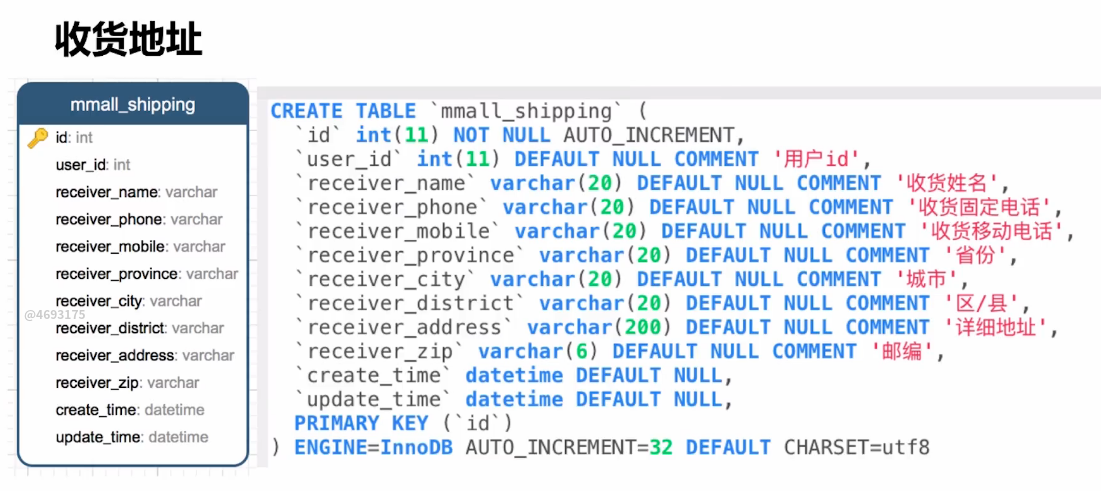 收货地址
mmall_shipping
id: int
user_id: int
receiver_name: varchar
receiver_phone: varchar
receiver_mobile: varchar
receiver_province: varchar
receiver_city: varchar
@4693175
receiver_district: varchar
receiver_address: varchar
receiver_zip: varchar
create_time: datetime
update_time: datetime
CREATE TABLE `mmall_shipping` (
  `id` int(11) NOT NULL AUTO_INCREMENT,
  `user_id` int(11) DEFAULT NULL COMMENT '用户id',
  `receiver_name` varchar(20) DEFAULT NULL COMMENT '收货姓名',
  `receiver_phone` varchar(20) DEFAULT NULL COMMENT '收货固定电话',
  `receiver_mobile` varchar(20) DEFAULT NULL COMMENT '收货移动电话',
  `receiver_province` varchar(20) DEFAULT NULL COMMENT '省份',
  `receiver_city` varchar(20) DEFAULT NULL COMMENT '城市',
  `receiver_district` varchar(20) DEFAULT NULL COMMENT '区/县',
  `receiver_address` varchar(200) DEFAULT NULL COMMENT '详细地址',
  `receiver_zip` varchar(6) DEFAULT NULL COMMENT '邮编',
  `create_time` datetime DEFAULT NULL,
  `update_time` datetime DEFAULT NULL,
  PRIMARY KEY (`id`)
) ENGINE=InnoDB AUTO_INCREMENT=32 DEFAULT CHARSET=utf8